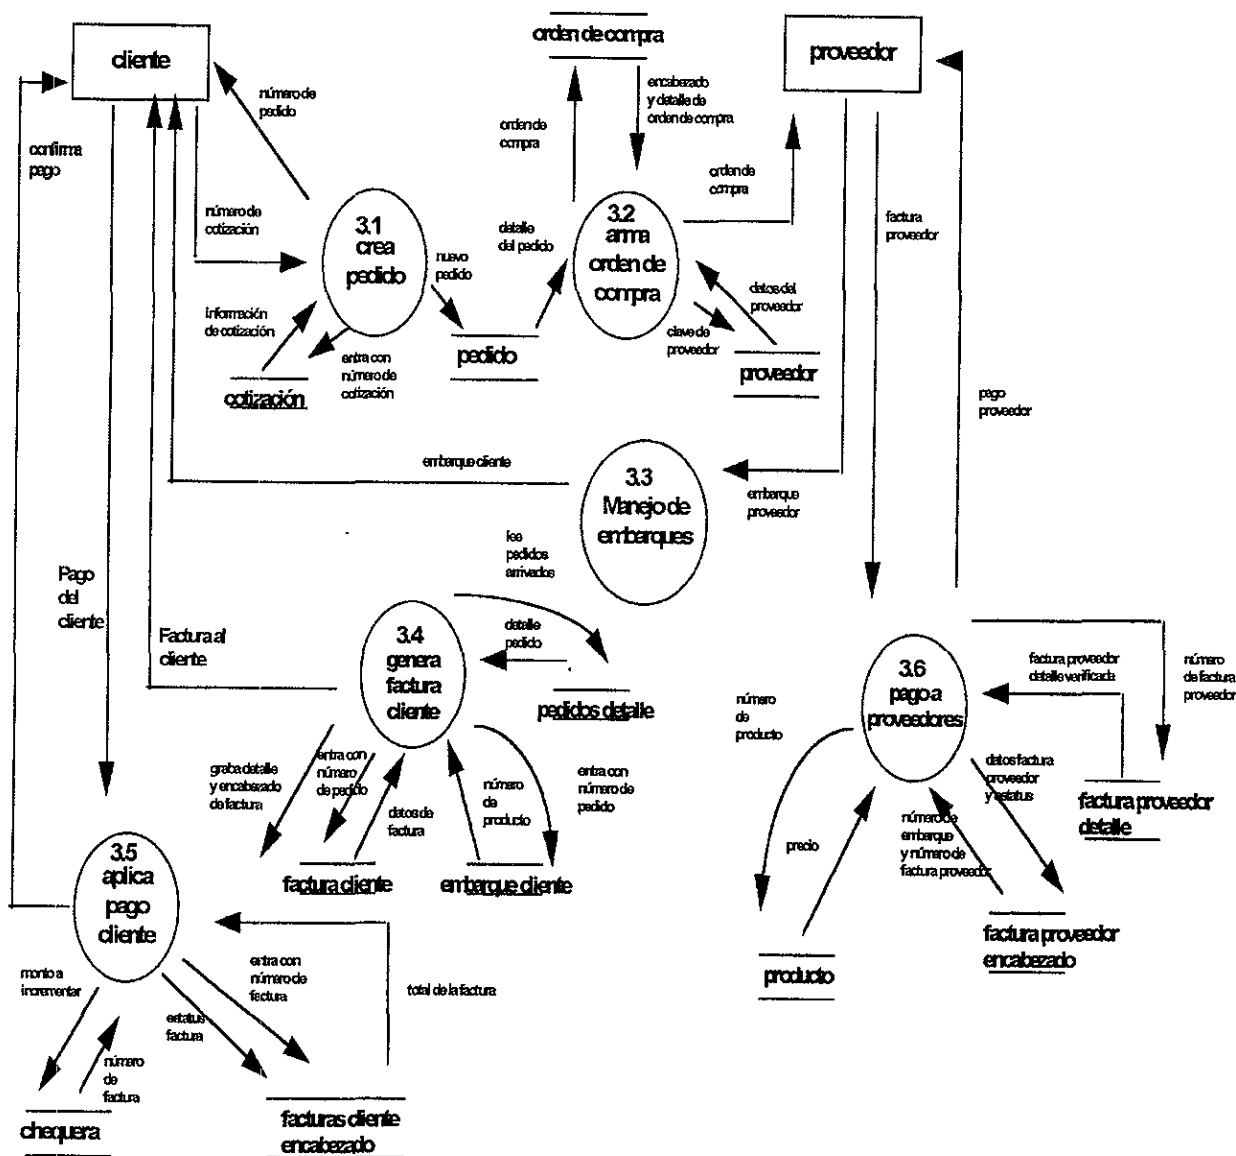 cliente
orden de compra
proveedor
número de
pedido
encabezado
y detalle de
orden de compra
orden de
compra
confirma
pago
orden de
compra
número de
cotización
3.1
crea
pedido
nuevo
pedido
detalle
del pedido
3.2
arma
orden de
compra
factura
proveedor
datos del
proveedor
información
de cotización
clave de
proveedor
entra con
número de
cotización
pedido
proveedor
cotización
pago
proveedor
embarque cliente
3.3
Manejo de
embarques
embarque
proveedor
lee
pedidos
arrivados
Pago
del
cliente
Factura al
cliente
3.4
genera
factura
cliente
detalle
pedido
pedidos detalle
3.6
pago a
proveedores
factura proveedor
detalle verificada
número
de factura
proveedor
número
de
producto
graba detalle
y encabezado
de factura
entra con
número
de pedido
datos de
factura
número
de
producto
entra con
número de
pedido
datos factura
proveedor
y estatus
factura proveedor
detalle
precio
número de
embarque
y número de
factura proveedor
factura cliente
embarque cliente
3.5
aplica
pago
cliente
factura proveedor
encabezado
producto
monto a
incrementar
entra con
número de
factura
total de la factura
estatus
factura
número
de
factura
chequera
facturas cliente
encabezado